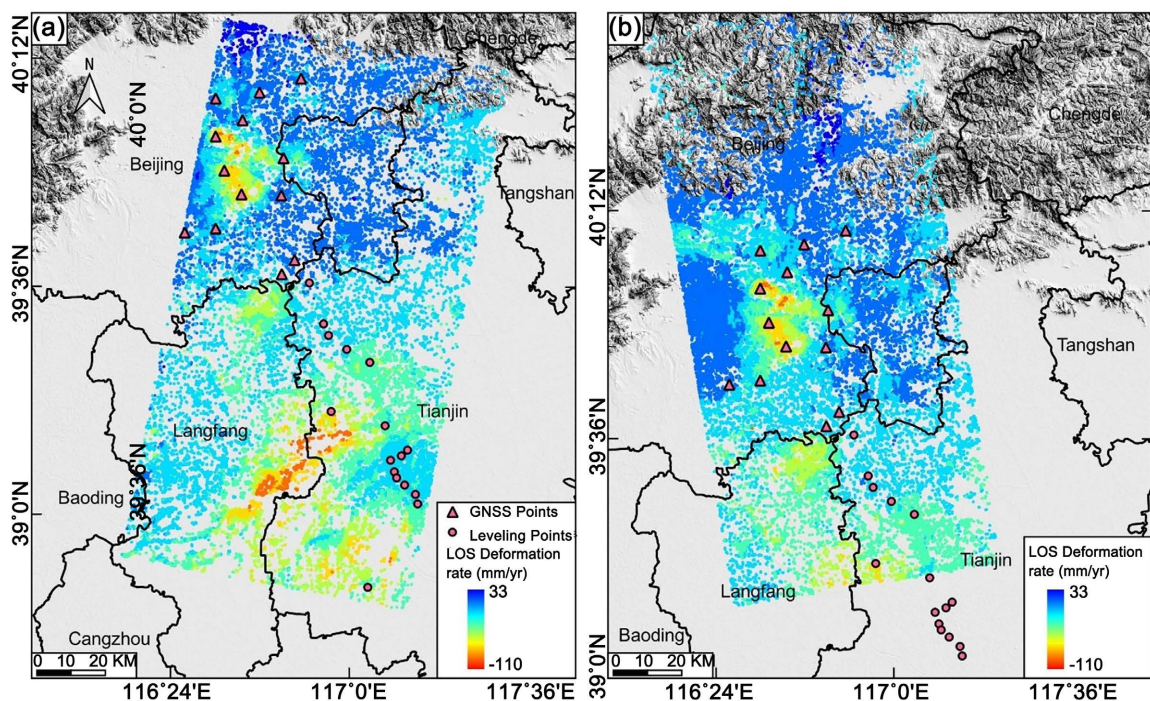 (a)
Chengde
40°12'N
N
40°0'N
Beijing
Tangshan
39°36'N
Tianjin
Langfang
39°36'N
Baoding
39°0'N
GNSS Points
Leveling Points
LOS Deformation
rate (mm/yr)
33
-110
Cangzhou
0 10 20 KM
116°24'E
117°0'E
117°36'E
(b)
Chengde
Beijing
40°12'N
Tangshan
39°36'N
Tianjin
Langfang
Baoding
39°0'N
LOS Deformation
rate (mm/yr)
33
-110
0 10 20 KM
116°24'E
117°0'E
117°36'E